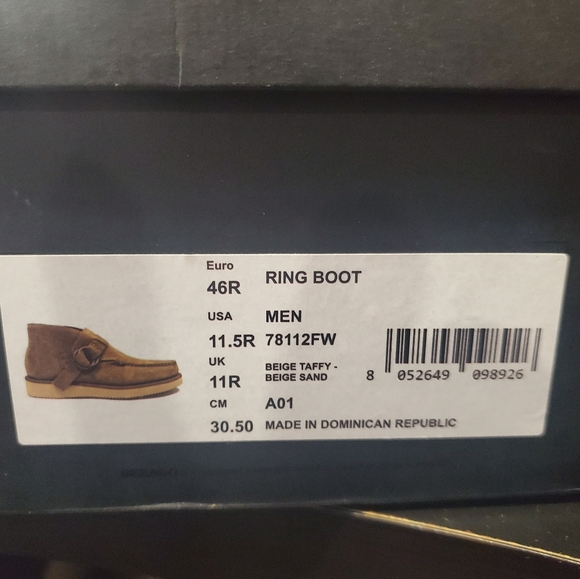 Euro
46R RING BOOT
USA MEN
11.5R 78112FW
UK
11R BEIGE TAFFY -
BEIGE SAND
CM A01
30.50 MADE IN DOMINICAN REPUBLIC
8 052649 098926